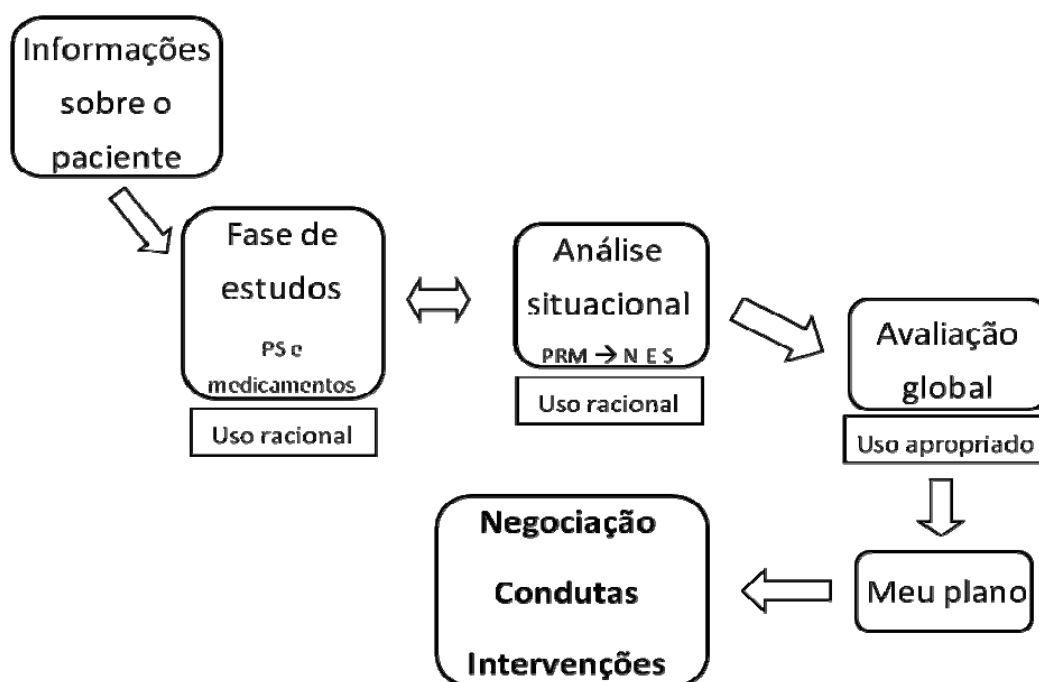 Informações
sobre o
paciente
Fase de
estudos
PS e
medicamentos
Uso racional
Análise
situacional
PRM → N E S
Uso racional
Avaliação
global
Uso apropriado
Meu plano
Negociação
Condutas
Intervenções